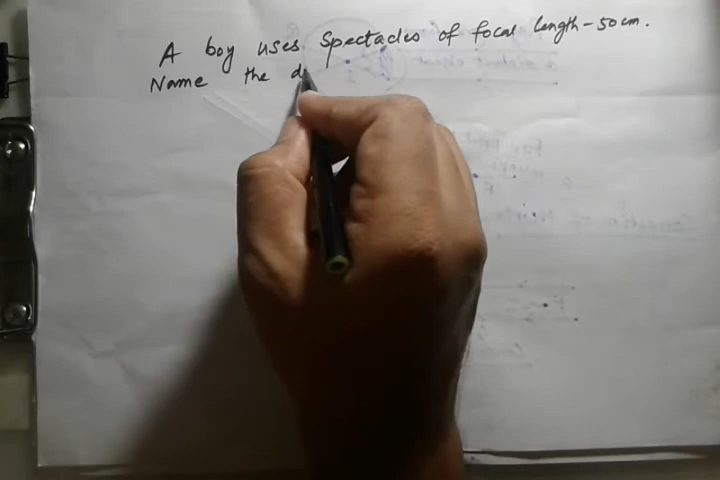 A boy uses spectacles of focal length - 50 cm.
Name the d